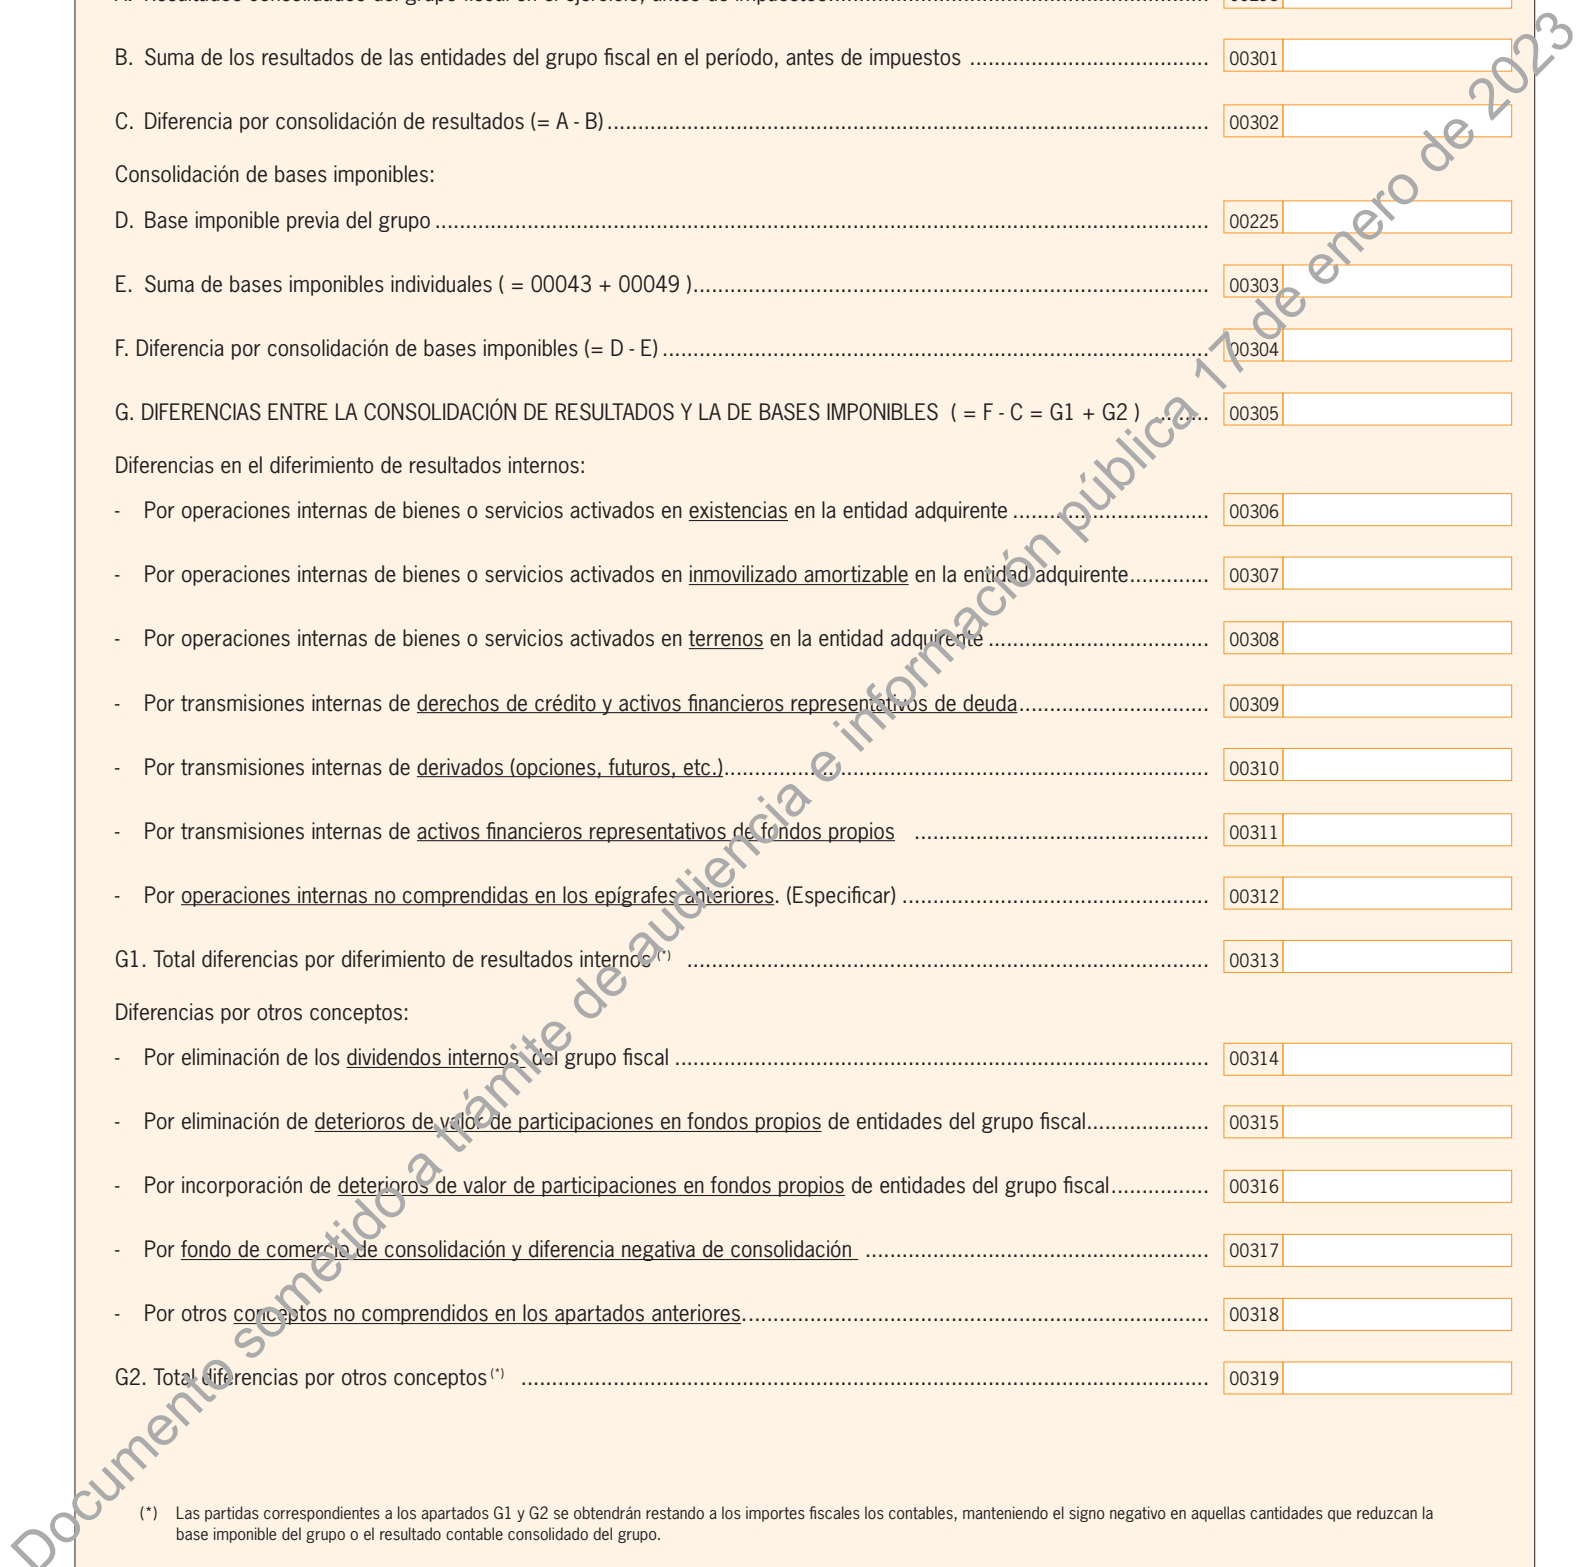 B. Suma de los resultados de las entidades del grupo fiscal en el período, antes de impuestos ........ 00301
C. Diferencia por consolidación de resultados (= A - B) ........ 00302
Consolidación de bases imponibles:
D. Base imponible previa del grupo ........ 00225
E. Suma de bases imponibles individuales ( = 00043 + 00049 ) ........ 00303
F. Diferencia por consolidación de bases imponibles (= D - E) ........ 00304
G. DIFERENCIAS ENTRE LA CONSOLIDACIÓN DE RESULTADOS Y LA DE BASES IMPONIBLES ( = F - C = G1 + G2 ) ........ 00305
Diferencias en el diferimiento de resultados internos:
- Por operaciones internas de bienes o servicios activados en existencias en la entidad adquirente ........ 00306
- Por operaciones internas de bienes o servicios activados en inmovilizado amortizable en la entidad adquirente ........ 00307
- Por operaciones internas de bienes o servicios activados en terrenos en la entidad adquirente ........ 00308
- Por transmisiones internas de derechos de crédito y activos financieros representativos de deuda ........ 00309
- Por transmisiones internas de derivados (opciones, futuros, etc.) ........ 00310
- Por transmisiones internas de activos financieros representativos de fondos propios ........ 00311
- Por operaciones internas no comprendidas en los epígrafes anteriores. (Especificar) ........ 00312
G1. Total diferencias por diferimiento de resultados internos (*) ........ 00313
Diferencias por otros conceptos:
- Por eliminación de los dividendos internos del grupo fiscal ........ 00314
- Por eliminación de deterioros de valor de participaciones en fondos propios de entidades del grupo fiscal ........ 00315
- Por incorporación de deterioros de valor de participaciones en fondos propios de entidades del grupo fiscal ........ 00316
- Por fondo de comercio de consolidación y diferencia negativa de consolidación ........ 00317
- Por otros conceptos no comprendidos en los apartados anteriores. ........ 00318
G2. Total diferencias por otros conceptos (*) ........ 00319
(*) Las partidas correspondientes a los apartados G1 y G2 se obtendrán restando a los importes fiscales los contables, manteniendo el signo negativo en aquellas cantidades que reduzcan la
base imponible del grupo o el resultado contable consolidado del grupo.
Documento sometido a trámite de audiencia e información pública 17 de enero de 2023